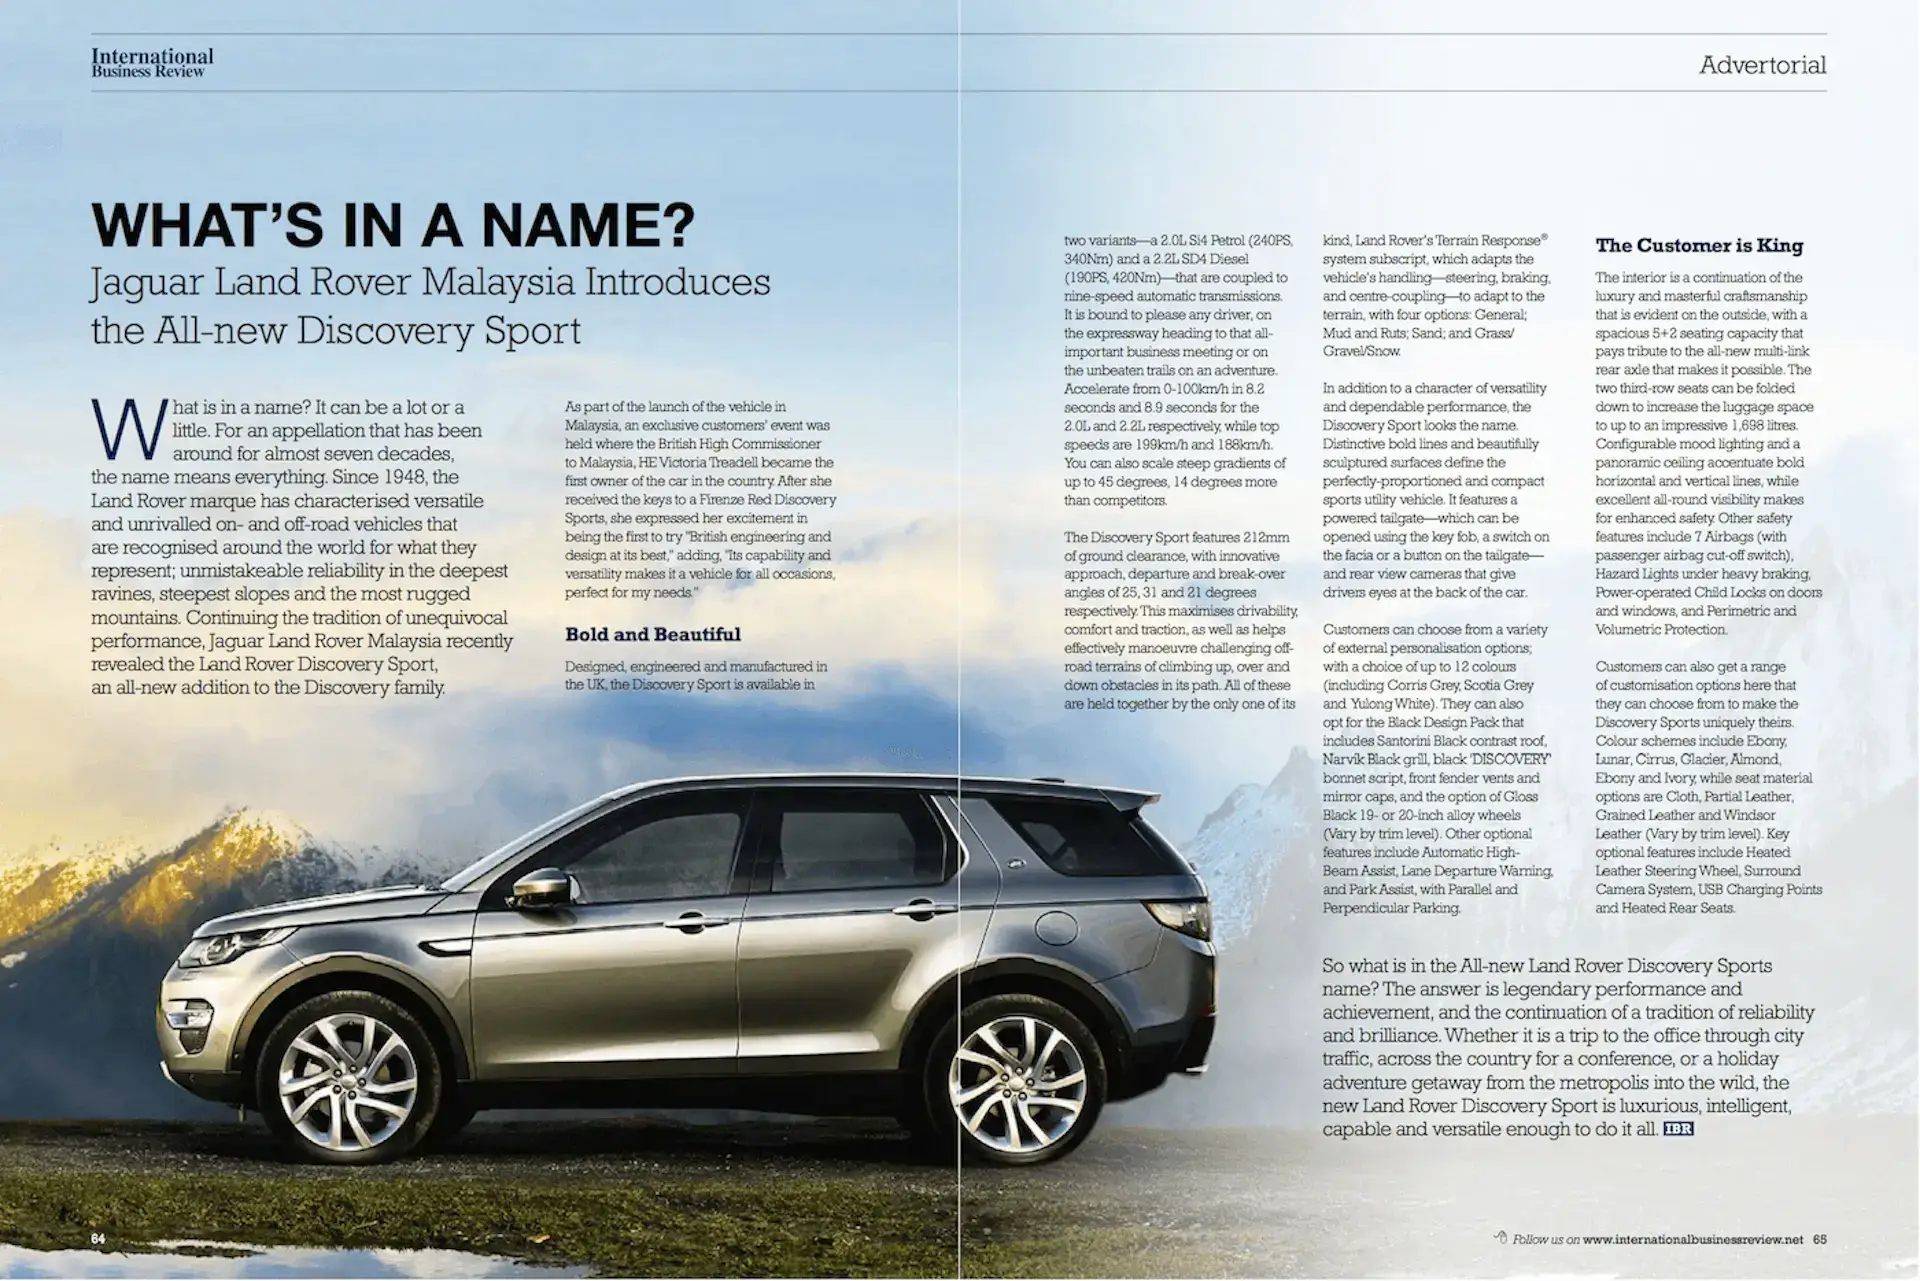 International
Business Review
Advertorial
WHAT'S IN A NAME?
Jaguar Land Rover Malaysia Introduces
the All-new Discovery Sport
What is in a name? It can be a lot or a
little. For an appellation that has been
around for almost seven decades,
the name means everything. Since 1948, the
Land Rover marque has characterised versatile
and unrivalled on- and off-road vehicles that
are recognised around the world for what they
represent; unmistakeable reliability in the deepest
ravines, steepest slopes and the most rugged
mountains. Continuing the tradition of unequivocal
performance, Jaguar Land Rover Malaysia recently
revealed the Land Rover Discovery Sport,
an all-new addition to the Discovery family.
As part of the launch of the vehicle in
Malaysia, an exclusive customers' event was
held where the British High Commissioner
to Malaysia, HE Victoria Treadell became the
first owner of the car in the country. After she
received the keys to a Firenze Red Discovery
Sports, she expressed her excitement in
being the first to try "British engineering and
design at its best," adding, "Its capability and
versatility makes it a vehicle for all occasions,
perfect for my needs."
Bold and Beautiful
Designed, engineered and manufactured in
the UK, the Discovery Sport is available in
two variants—a 2.0L Si4 Petrol (240PS,
340Nm) and a 2.2L SD4 Diesel
(190PS, 420Nm)—that are coupled to
nine-speed automatic transmissions.
It is bound to please any driver, on
the expressway heading to that all-
important business meeting or on
the unbeaten trails on an adventure.
Accelerate from 0-100km/h in 8.2
seconds and 8.9 seconds for the
2.0L and 2.2L respectively, while top
speeds are 199km/h and 188km/h.
You can also scale steep gradients of
up to 45 degrees, 14 degrees more
than competitors.
The Discovery Sport features 212mm
of ground clearance, with innovative
approach, departure and break-over
angles of 25, 31 and 21 degrees
respectively. This maximises drivability,
comfort and traction, as well as helps
effectively manoeuvre challenging off-
road terrains of climbing up, over and
down obstacles in its path. All of these
are held together by the only one of its
kind, Land Rover's Terrain Response®
system subscript, which adapts the
vehicle's handling—steering, braking,
and centre-coupling—to adapt to the
terrain, with four options: General;
Mud and Ruts; Sand; and Grass/
Gravel/Snow.
In addition to a character of versatility
and dependable performance, the
Discovery Sport looks the name.
Distinctive bold lines and beautifully
sculptured surfaces define the
perfectly-proportioned and compact
sports utility vehicle. It features a
powered tailgate—which can be
opened using the key fob, a switch on
the facia or a button on the tailgate—
and rear view cameras that give
drivers eyes at the back of the car.
Customers can choose from a variety
of external personalisation options;
with a choice of up to 12 colours
(including Corris Grey, Scotia Grey
and Yulong White). They can also
opt for the Black Design Pack that
includes Santorini Black contrast roof,
Narvik Black grill, black 'DISCOVERY'
bonnet script, front fender vents and
mirror caps, and the option of Gloss
Black 19- or 20-inch alloy wheels
(Vary by trim level). Other optional
features include Automatic High-
Beam Assist, Lane Departure Warning,
and Park Assist, with Parallel and
Perpendicular Parking.
The Customer is King
The interior is a continuation of the
luxury and masterful craftsmanship
that is evident on the outside, with a
spacious 5+2 seating capacity that
pays tribute to the all-new multi-link
rear axle that makes it possible. The
two third-row seats can be folded
down to increase the luggage space
to up to an impressive 1,698 litres.
Configurable mood lighting and a
panoramic ceiling accentuate bold
horizontal and vertical lines, while
excellent all-round visibility makes
for enhanced safety. Other safety
features include 7 Airbags (with
passenger airbag cut-off switch),
Hazard Lights under heavy braking,
Power-operated Child Locks on doors
and windows, and Perimetric and
Volumetric Protection.
Customers can also get a range
of customisation options here that
they can choose from to make the
Discovery Sports uniquely theirs.
Colour schemes include Ebony,
Lunar, Cirrus, Glacier, Almond,
Ebony and Ivory, while seat material
options are Cloth, Partial Leather,
Grained Leather and Windsor
Leather (Vary by trim level). Key
optional features include Heated
Leather Steering Wheel, Surround
Camera System, USB Charging Points
and Heated Rear Seats.
So what is in the All-new Land Rover Discovery Sports
name? The answer is legendary performance and
achievement, and the continuation of a tradition of reliability
and brilliance. Whether it is a trip to the office through city
traffic, across the country for a conference, or a holiday
adventure getaway from the metropolis into the wild, the
new Land Rover Discovery Sport is luxurious, intelligent,
capable and versatile enough to do it all. IBR
64
Follow us on www.internationalbusinessreview.net 65